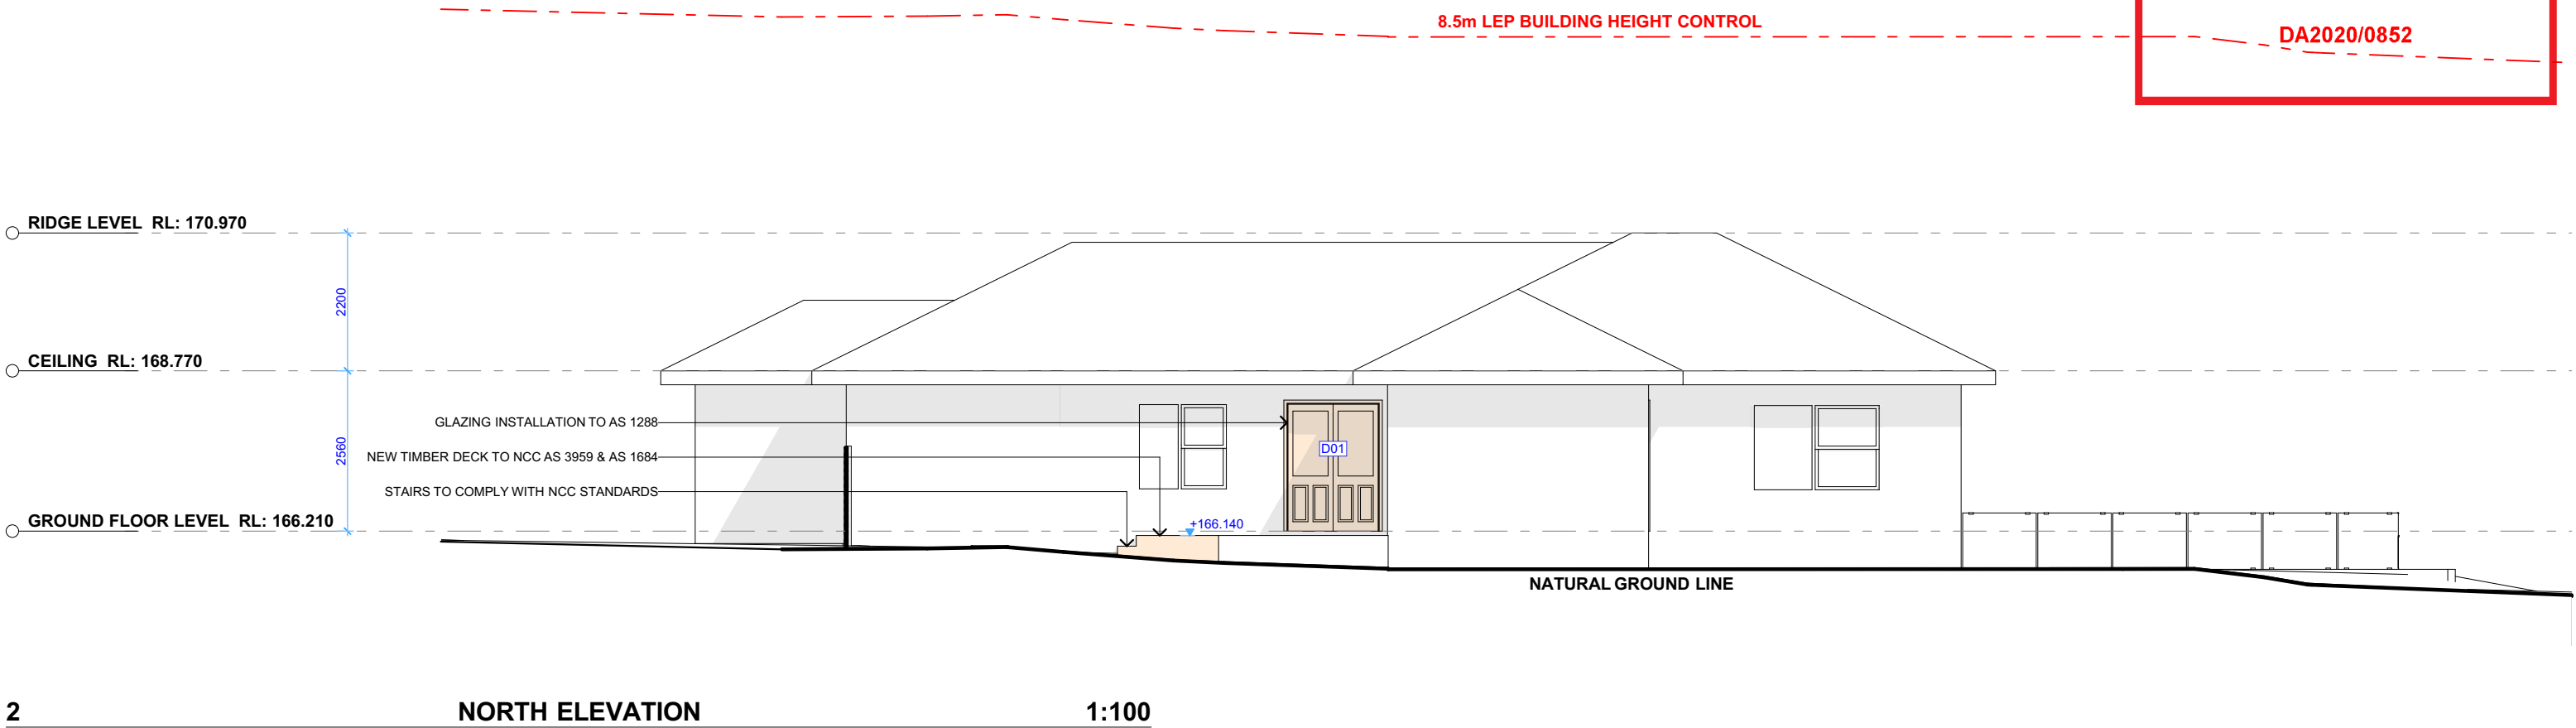 8.5m LEP BUILDING HEIGHT CONTROL
DA2020/0852
RIDGE LEVEL RL: 170.970
2200
CEILING RL: 168.770
GLAZING INSTALLATION TO AS 1288
D01
2560
NEW TIMBER DECK TO NCC AS 3959 & AS 1684
STAIRS TO COMPLY WITH NCC STANDARDS
GROUND FLOOR LEVEL RL: 166.210
+166.140
NATURAL GROUND LINE
2 NORTH ELEVATION 1:100